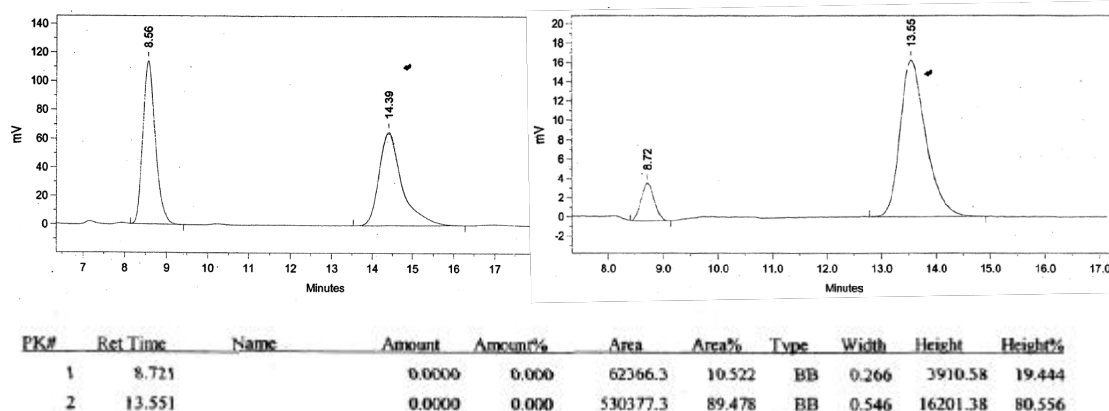 140
120
100
80
60
40
20
0
mV
8.56
14.39
7 8 9 10 11 12 13 14 15 16 17
Minutes
20
18
16
14
12
10
8
6
4
2
0
-2
mV
8.72
13.55
8.0 9.0 10.0 11.0 12.0 13.0 14.0 15.0 16.0 17.0
Minutes
PK# Ret Time Name Amount Amount% Area Area% Type Width Height Height%
1 8.721 0.0000 0.000 62366.3 10.522 BB 0.266 3910.58 19.444
2 13.551 0.0000 0.000 530377.3 89.478 BB 0.546 16201.38 80.556